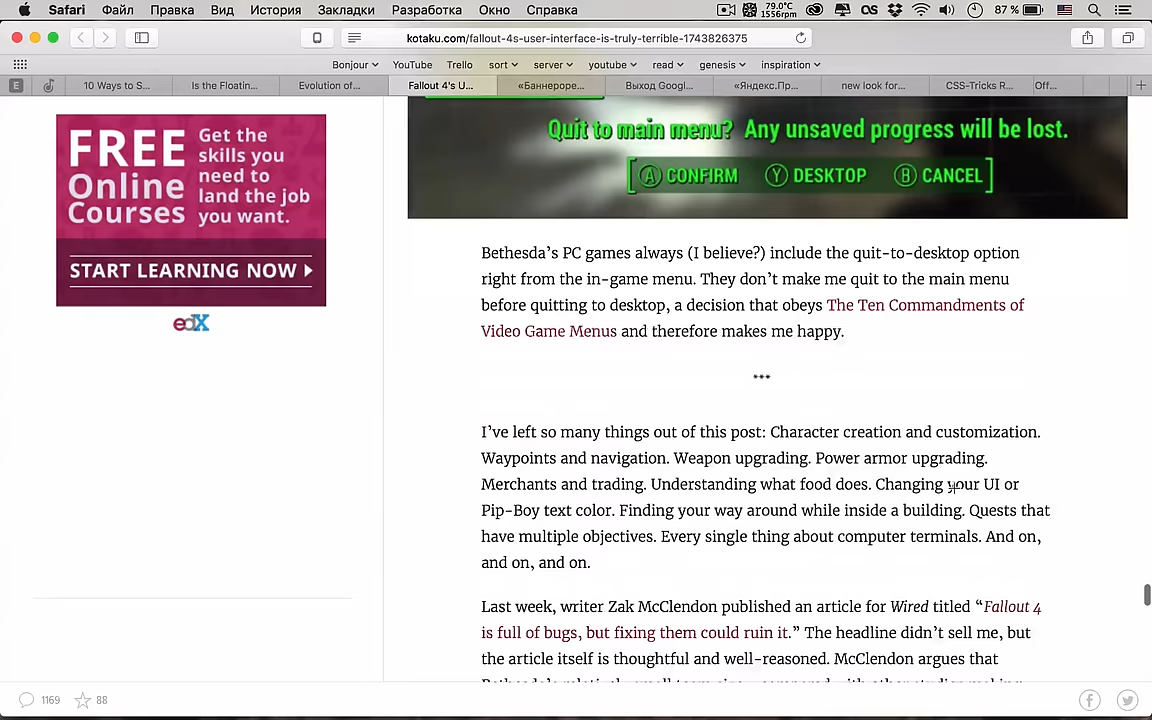 Safari Файл Правка Вид История Закладки Разработка Окно Справка 79.0°C 1556rpm 87 %
kotaku.com/fallout-4s-user-interface-is-truly-terrible-1743826375
Bonjour YouTube Trello sort server youtube read genesis inspiration
E 10 Ways to S... Is the Floatin... Evolution of... Fallout 4's U... «Баннероре... Выход Googl... «Яндекс.Пр... new look for... CSS-Tricks R... Off...
FREE
Online
Courses
Get the
skills you
need to
land the job
you want.
START LEARNING NOW
edX
Quit to main menu? Any unsaved progress will be lost.
A CONFIRM Y DESKTOP B CANCEL
Bethesda’s PC games always (I believe?) include the quit-to-desktop option
right from the in-game menu. They don’t make me quit to the main menu
before quitting to desktop, a decision that obeys The Ten Commandments of
Video Game Menus and therefore makes me happy.
***
I’ve left so many things out of this post: Character creation and customization.
Waypoints and navigation. Weapon upgrading. Power armor upgrading.
Merchants and trading. Understanding what food does. Changing your UI or
Pip-Boy text color. Finding your way around while inside a building. Quests that
have multiple objectives. Every single thing about computer terminals. And on,
and on, and on.
Last week, writer Zak McClendon published an article for Wired titled “Fallout 4
is full of bugs, but fixing them could ruin it.” The headline didn’t sell me, but
the article itself is thoughtful and well-reasoned. McClendon argues that
1169 88